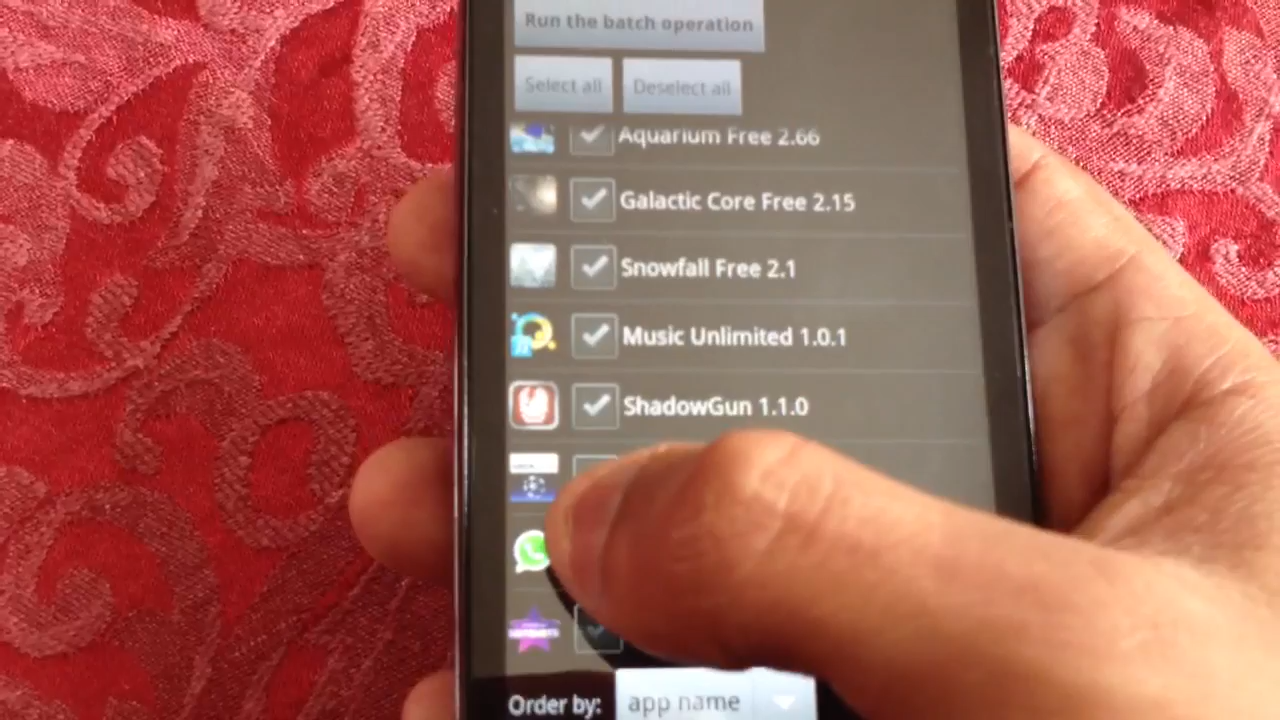 Run the batch operation
Select all
Deselect all
Aquarium Free 2.66
Galactic Core Free 2.15
Snowfall Free 2.1
Music Unlimited 1.0.1
ShadowGun 1.1.0
Order by:
app name